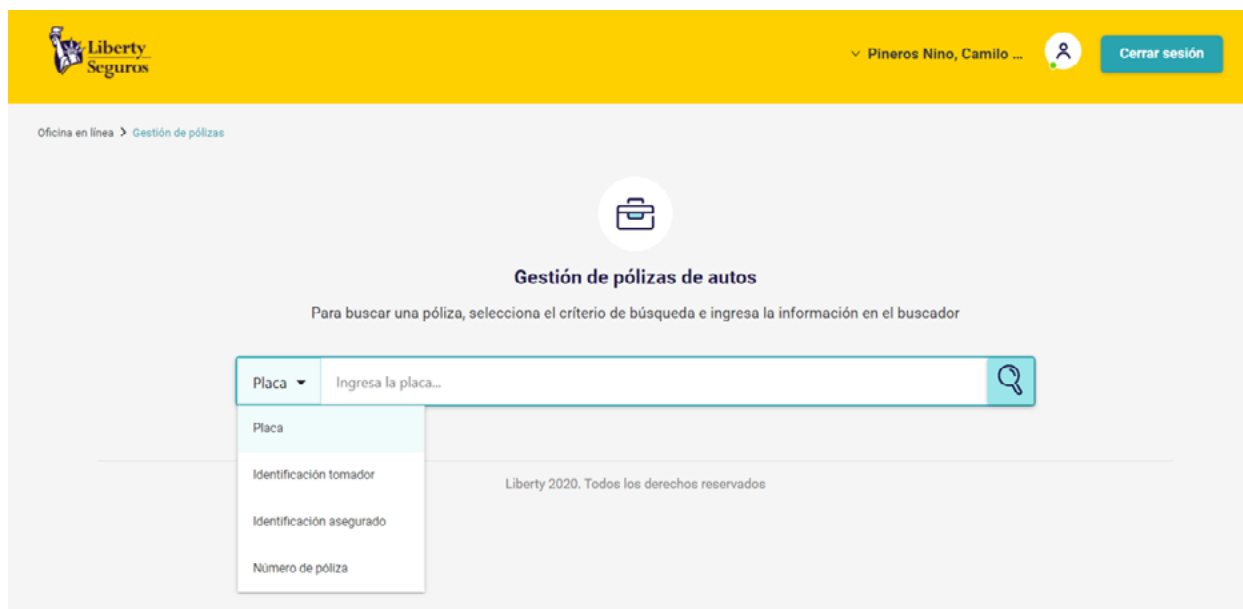 Liberty
Seguros
Pineros Nino, Camilo ...
Cerrar sesión
Oficina en línea > Gestión de pólizas
Gestión de pólizas de autos
Para buscar una póliza, selecciona el críterio de búsqueda e ingresa la información en el buscador
Placa
Ingresa la placa...
Placa
Identificación tomador
Identificación asegurado
Número de póliza
Liberty 2020. Todos los derechos reservados